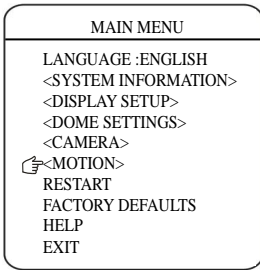 MAIN MENU
LANGUAGE :ENGLISH
<SYSTEM INFORMATION>
<DISPLAY SETUP>
<DOME SETTINGS>
<CAMERA>
<MOTION>
RESTART
FACTORY DEFAULTS
HELP
EXIT